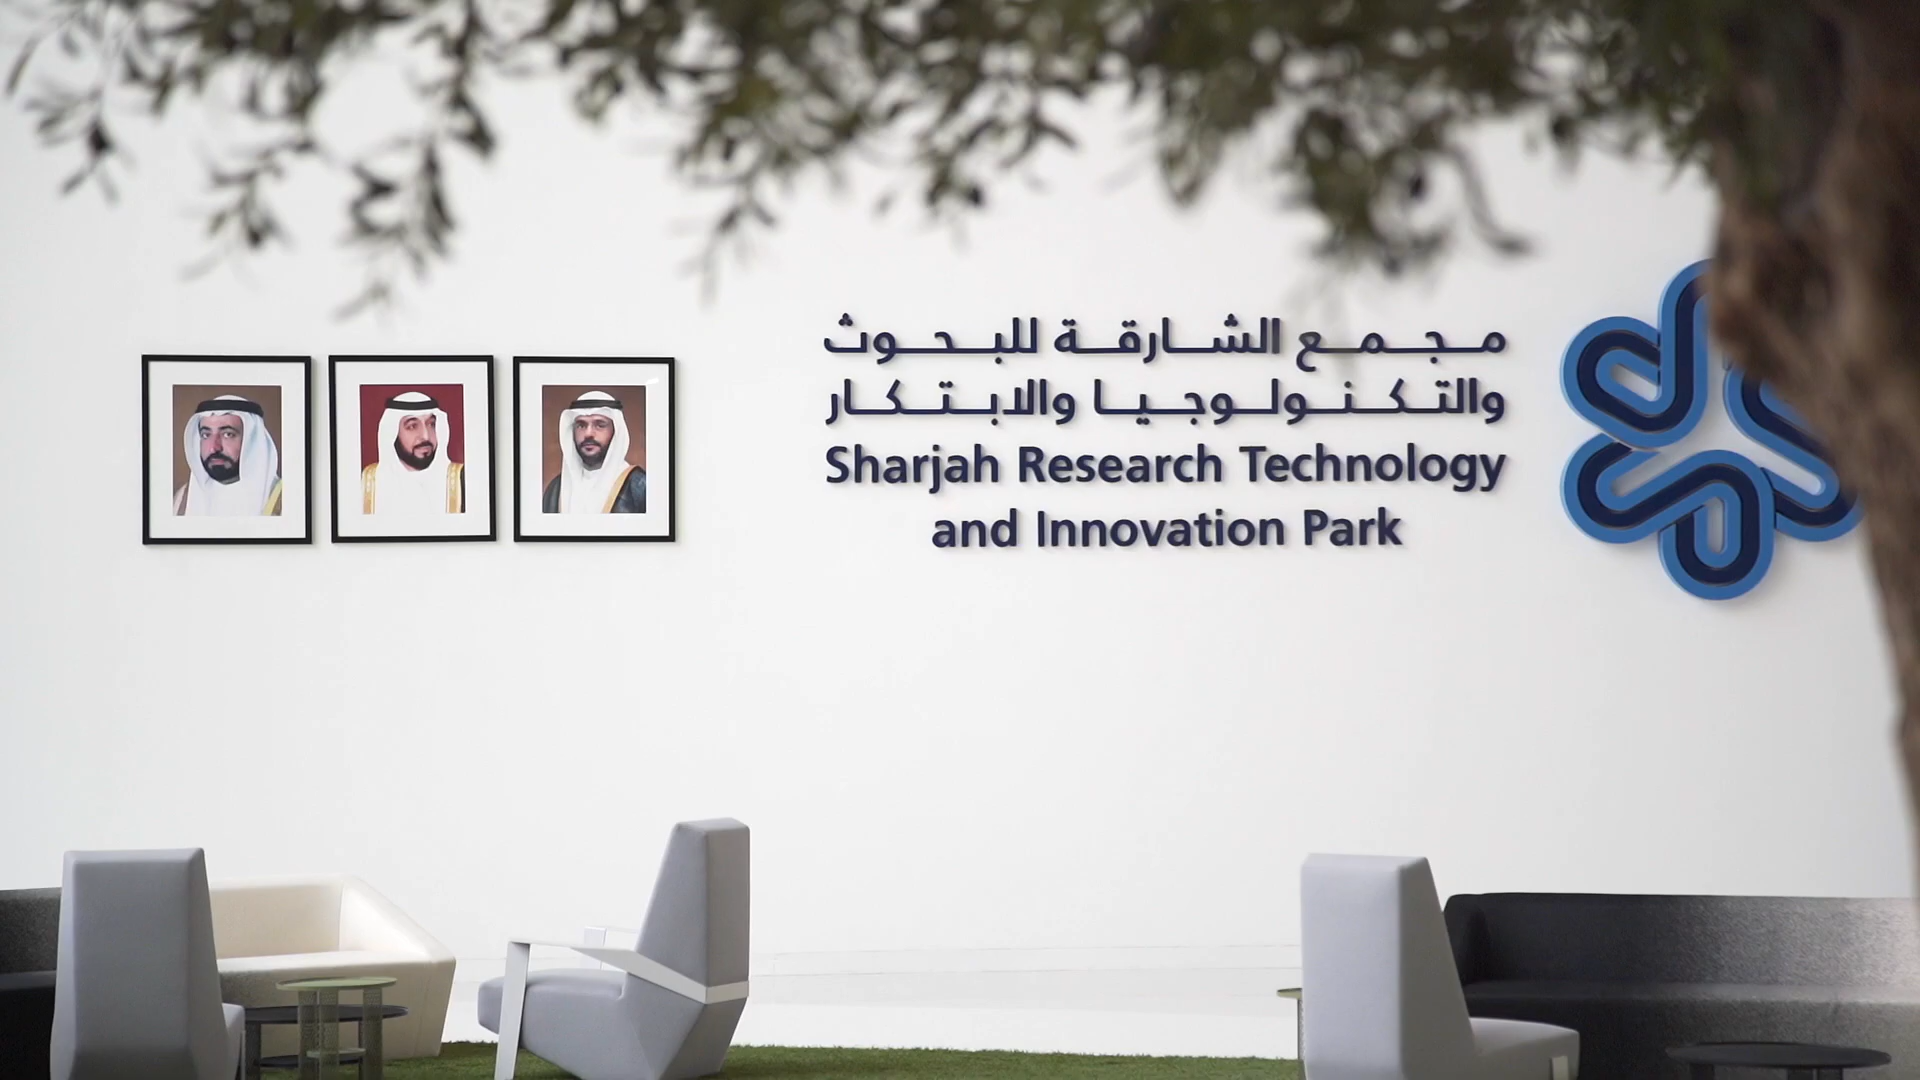 مجمع الشارقة للبحوث
والتكنولوجيا والابتكار
Sharjah Research Technology
and Innovation Park